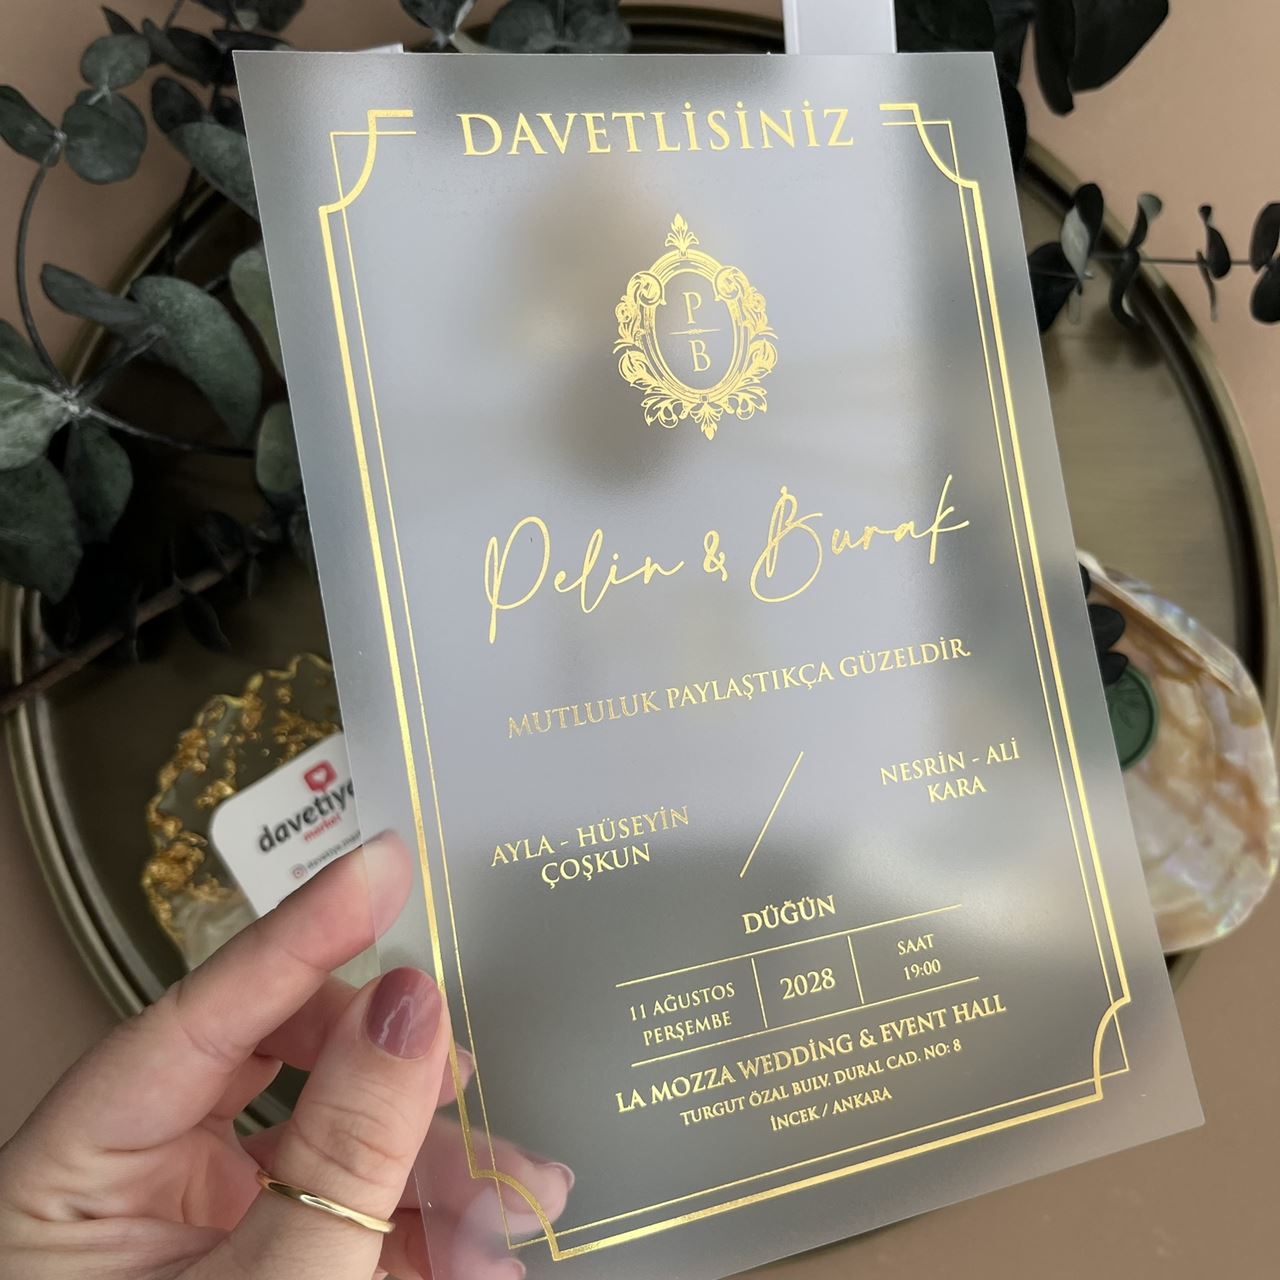 DAVETLİSİNİZ
P
B
Pelin & Burak
MUTLULUK PAYLAŞTIKÇA GÜZELDİR.
AYLA - HÜSEYİN
ÇOŞKUN
NESRİN - ALİ
KARA
DÜĞÜN
11 AĞUSTOS
PERŞEMBE
2028
SAAT
19:00
LA MOZZA WEDDİNG & EVENT HALL
TURGUT ÖZAL BULV. DURAL CAD. NO: 8
İNCEK / ANKARA
davetiye
market